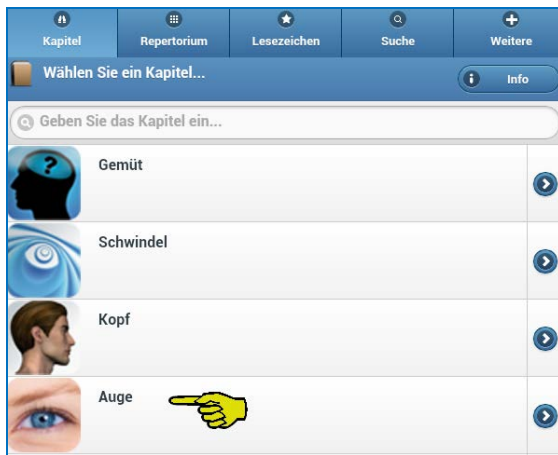 Kapitel Repertorium Lesezeichen Suche Weitere
Wählen Sie ein Kapitel... Info
Geben Sie das Kapitel ein...
Gemüt
Schwindel
Kopf
Auge